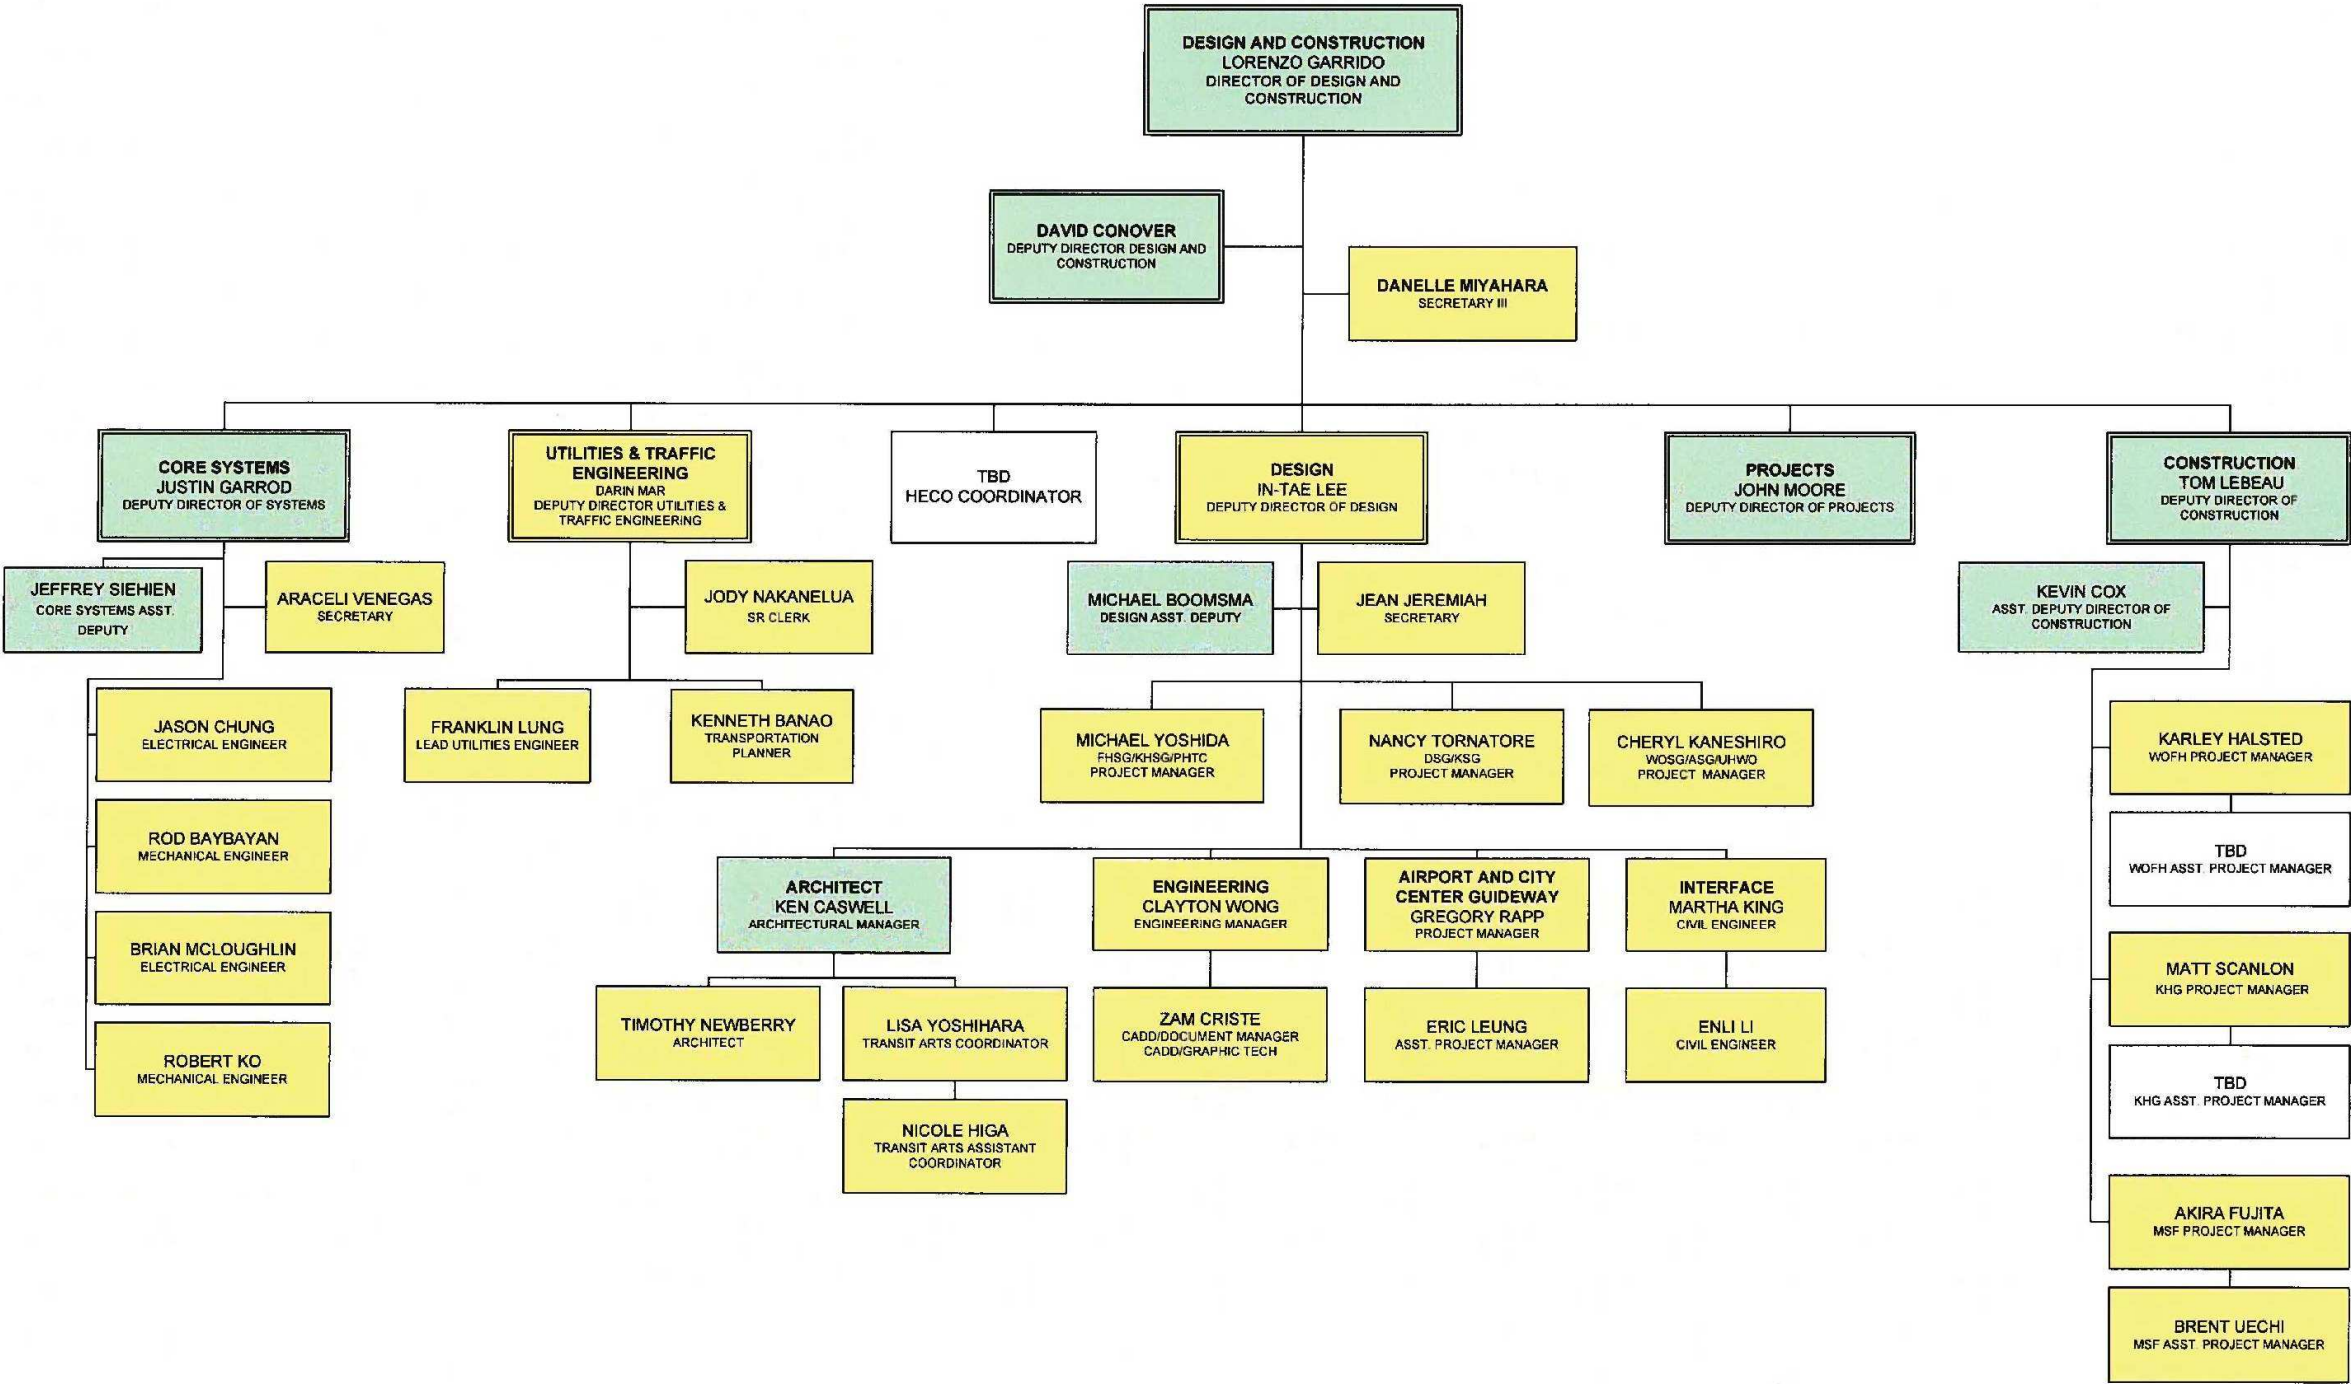 DESIGN AND CONSTRUCTION
LORENZO GARRIDO
DIRECTOR OF DESIGN AND
CONSTRUCTION
DAVID CONOVER
DEPUTY DIRECTOR DESIGN AND
CONSTRUCTION
DANELLE MIYAHARA
SECRETARY III
CORE SYSTEMS
JUSTIN GARROD
DEPUTY DIRECTOR OF SYSTEMS
UTILITIES & TRAFFIC
ENGINEERING
DARIN MAR
DEPUTY DIRECTOR UTILITIES &
TRAFFIC ENGINEERING
TBD
HECO COORDINATOR
DESIGN
IN-TAE LEE
DEPUTY DIRECTOR OF DESIGN
PROJECTS
JOHN MOORE
DEPUTY DIRECTOR OF PROJECTS
CONSTRUCTION
TOM LEBEAU
DEPUTY DIRECTOR OF
CONSTRUCTION
JEFFREY SIEHIEN
CORE SYSTEMS ASST.
DEPUTY
ARACELI VENEGAS
SECRETARY
JODY NAKANELUA
SR CLERK
MICHAEL BOOMSMA
DESIGN ASST. DEPUTY
JEAN JEREMIAH
SECRETARY
KEVIN COX
ASST. DEPUTY DIRECTOR OF
CONSTRUCTION
JASON CHUNG
ELECTRICAL ENGINEER
FRANKLIN LUNG
LEAD UTILITIES ENGINEER
KENNETH BANAO
TRANSPORTATION
PLANNER
MICHAEL YOSHIDA
FHSG/KHSG/PHTC
PROJECT MANAGER
NANCY TORNATORE
DSG/KSG
PROJECT MANAGER
CHERYL KANESHIRO
WOSG/ASG/UHWO
PROJECT MANAGER
KARLEY HALSTED
WOFH PROJECT MANAGER
ROD BAYBAYAN
MECHANICAL ENGINEER
TBD
WOFH ASST. PROJECT MANAGER
ARCHITECT
KEN CASWELL
ARCHITECTURAL MANAGER
ENGINEERING
CLAYTON WONG
ENGINEERING MANAGER
AIRPORT AND CITY
CENTER GUIDEWAY
GREGORY RAPP
PROJECT MANAGER
INTERFACE
MARTHA KING
CIVIL ENGINEER
BRIAN MCLOUGHLIN
ELECTRICAL ENGINEER
MATT SCANLON
KHG PROJECT MANAGER
TIMOTHY NEWBERRY
ARCHITECT
LISA YOSHIHARA
TRANSIT ARTS COORDINATOR
ZAM CRISTE
CADD/DOCUMENT MANAGER
CADD/GRAPHIC TECH
ERIC LEUNG
ASST. PROJECT MANAGER
ENLI LI
CIVIL ENGINEER
ROBERT KO
MECHANICAL ENGINEER
TBD
KHG ASST. PROJECT MANAGER
NICOLE HIGA
TRANSIT ARTS ASSISTANT
COORDINATOR
AKIRA FUJITA
MSF PROJECT MANAGER
BRENT UECHI
MSF ASST. PROJECT MANAGER